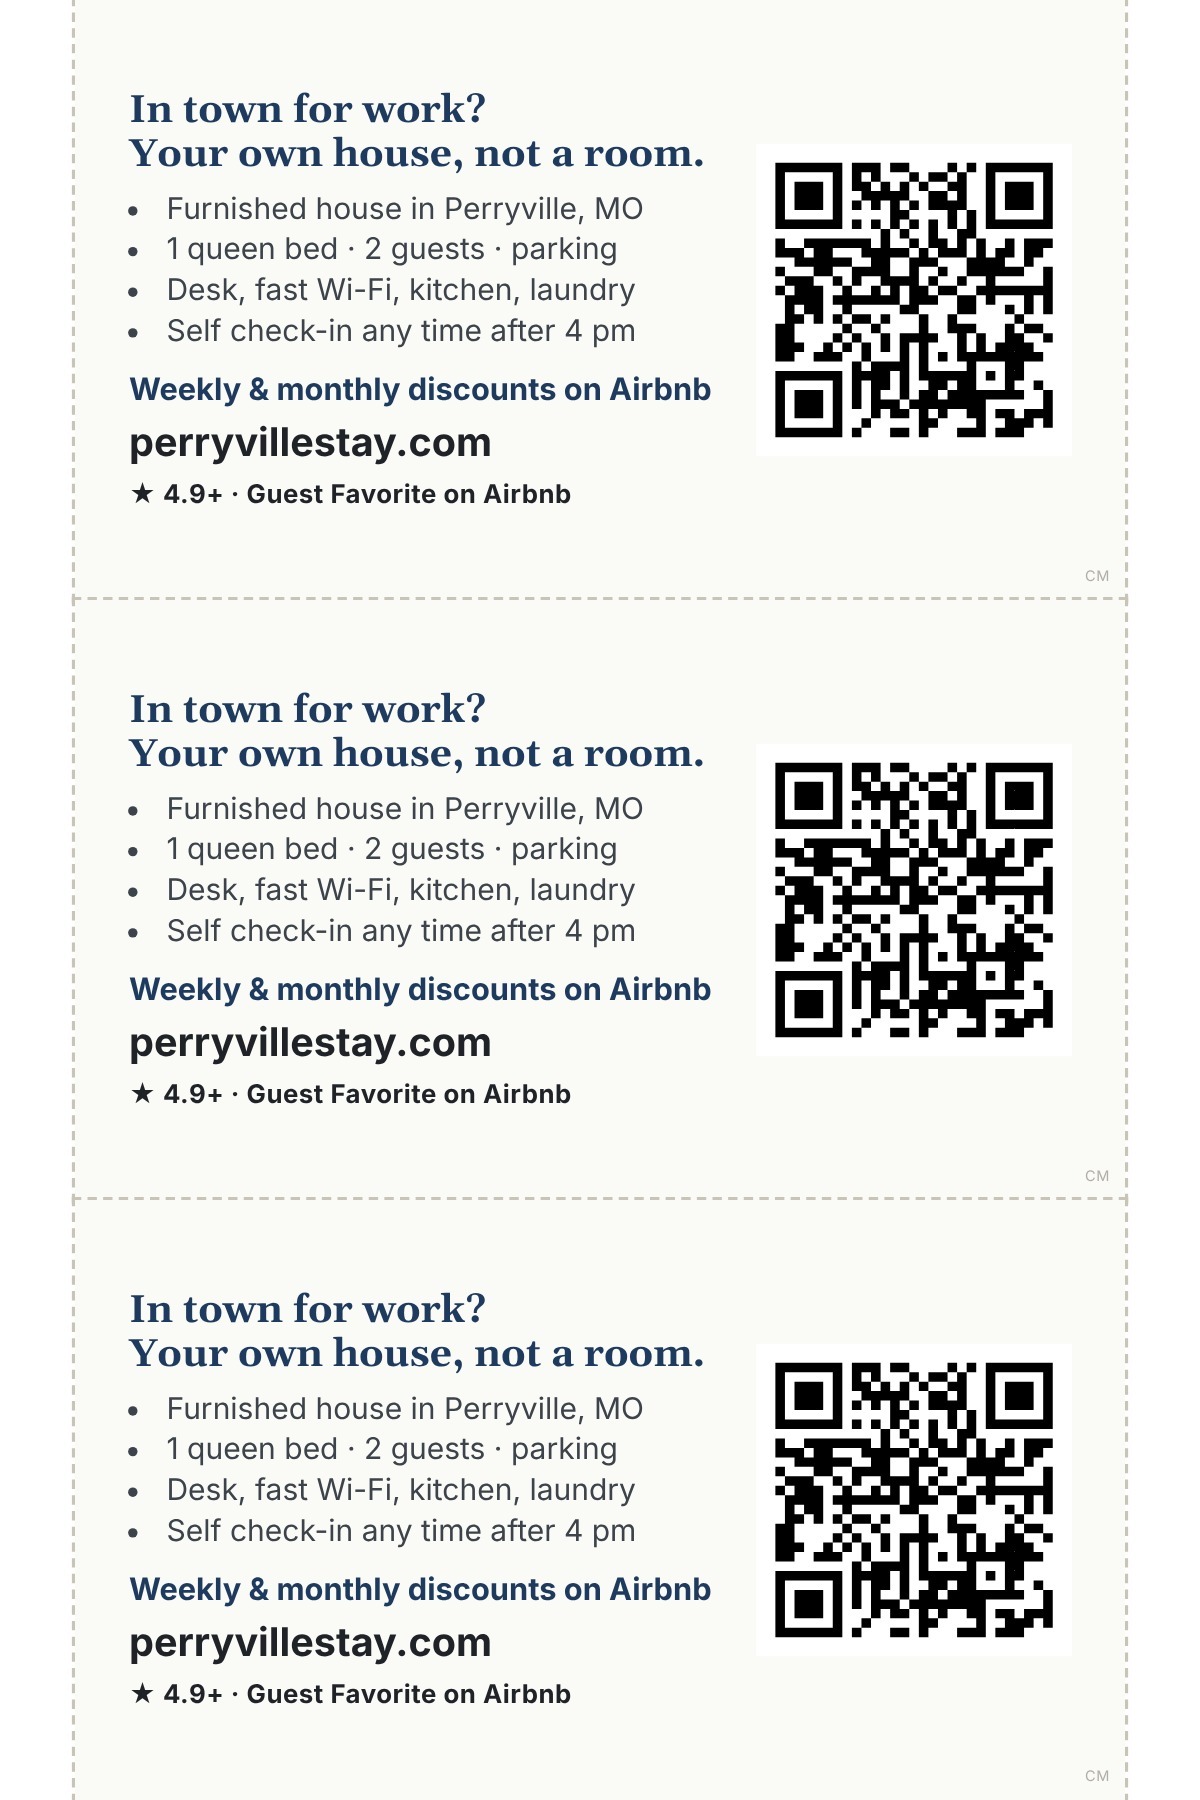 In town for work?
Your own house, not a room.
• Furnished house in Perryville, MO
• 1 queen bed · 2 guests · parking
• Desk, fast Wi-Fi, kitchen, laundry
• Self check-in any time after 4 pm
Weekly & monthly discounts on Airbnb
perryvillestay.com
★ 4.9+ · Guest Favorite on Airbnb
CM
In town for work?
Your own house, not a room.
• Furnished house in Perryville, MO
• 1 queen bed · 2 guests · parking
• Desk, fast Wi-Fi, kitchen, laundry
• Self check-in any time after 4 pm
Weekly & monthly discounts on Airbnb
perryvillestay.com
★ 4.9+ · Guest Favorite on Airbnb
CM
In town for work?
Your own house, not a room.
• Furnished house in Perryville, MO
• 1 queen bed · 2 guests · parking
• Desk, fast Wi-Fi, kitchen, laundry
• Self check-in any time after 4 pm
Weekly & monthly discounts on Airbnb
perryvillestay.com
★ 4.9+ · Guest Favorite on Airbnb
CM